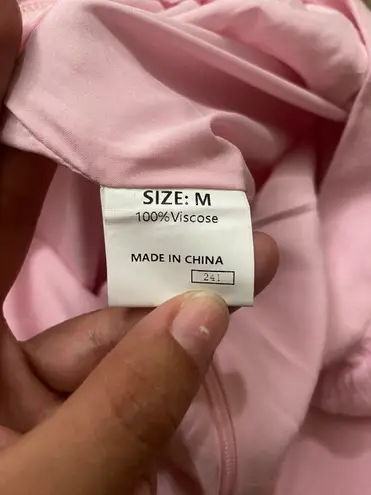 SIZE: M
100%Viscose
MADE IN CHINA
241